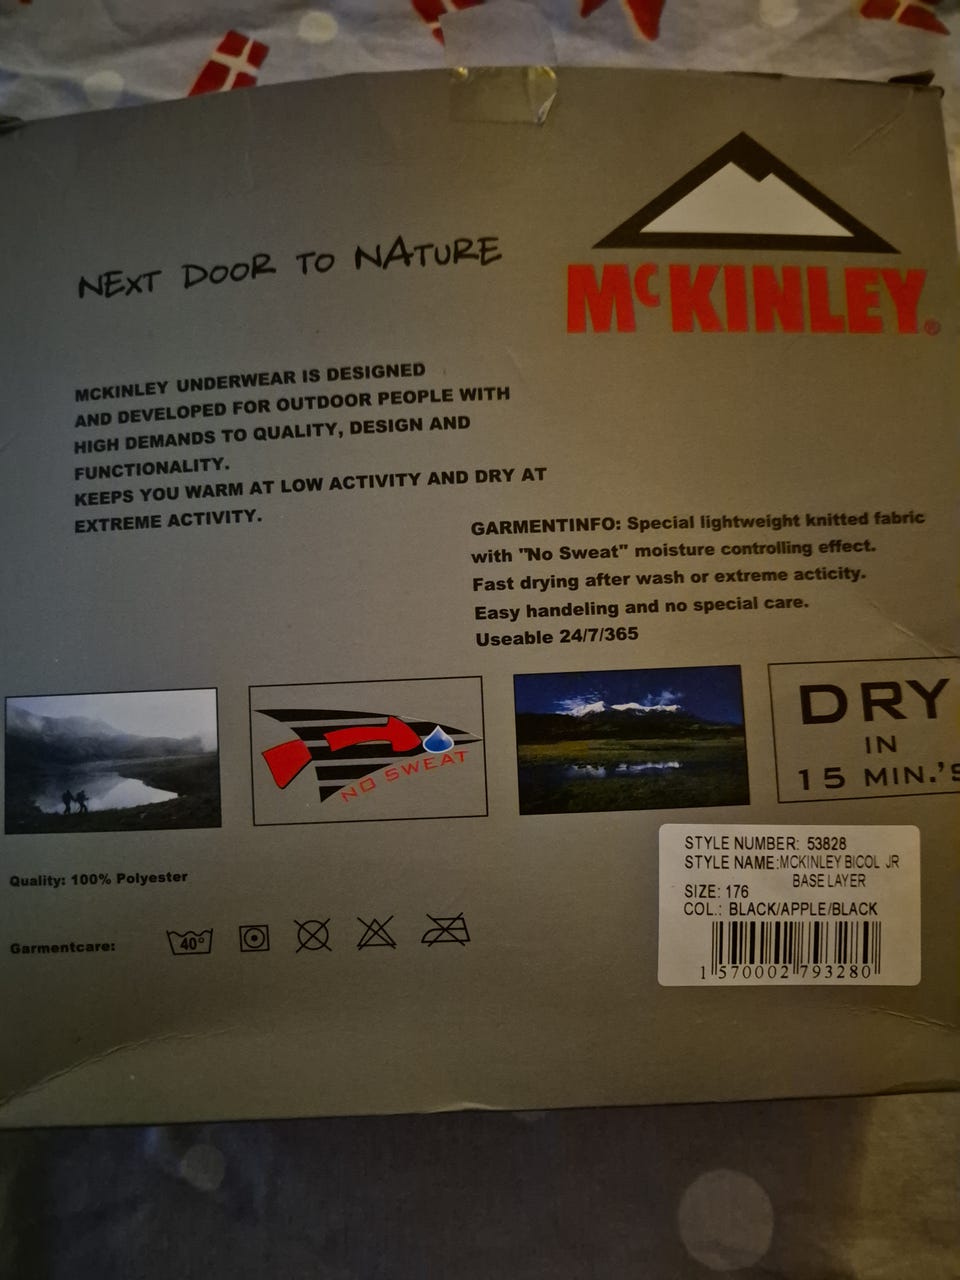 NEXT DOOR TO NATURE
McKINLEY®
MCKINLEY UNDERWEAR IS DESIGNED
AND DEVELOPED FOR OUTDOOR PEOPLE WITH
HIGH DEMANDS TO QUALITY, DESIGN AND
FUNCTIONALITY.
KEEPS YOU WARM AT LOW ACTIVITY AND DRY AT
EXTREME ACTIVITY.
GARMENTINFO: Special lightweight knitted fabric
with "No Sweat" moisture controlling effect.
Fast drying after wash or extreme acticity.
Easy handeling and no special care.
Useable 24/7/365
NO SWEAT
DRY
IN
15 MIN.'S
Quality: 100% Polyester
Garmentcare:
40°
STYLE NUMBER: 53828
STYLE NAME:MCKINLEY BICOL JR
BASE LAYER
SIZE: 176
COL.: BLACK/APPLE/BLACK
1 570002 793280